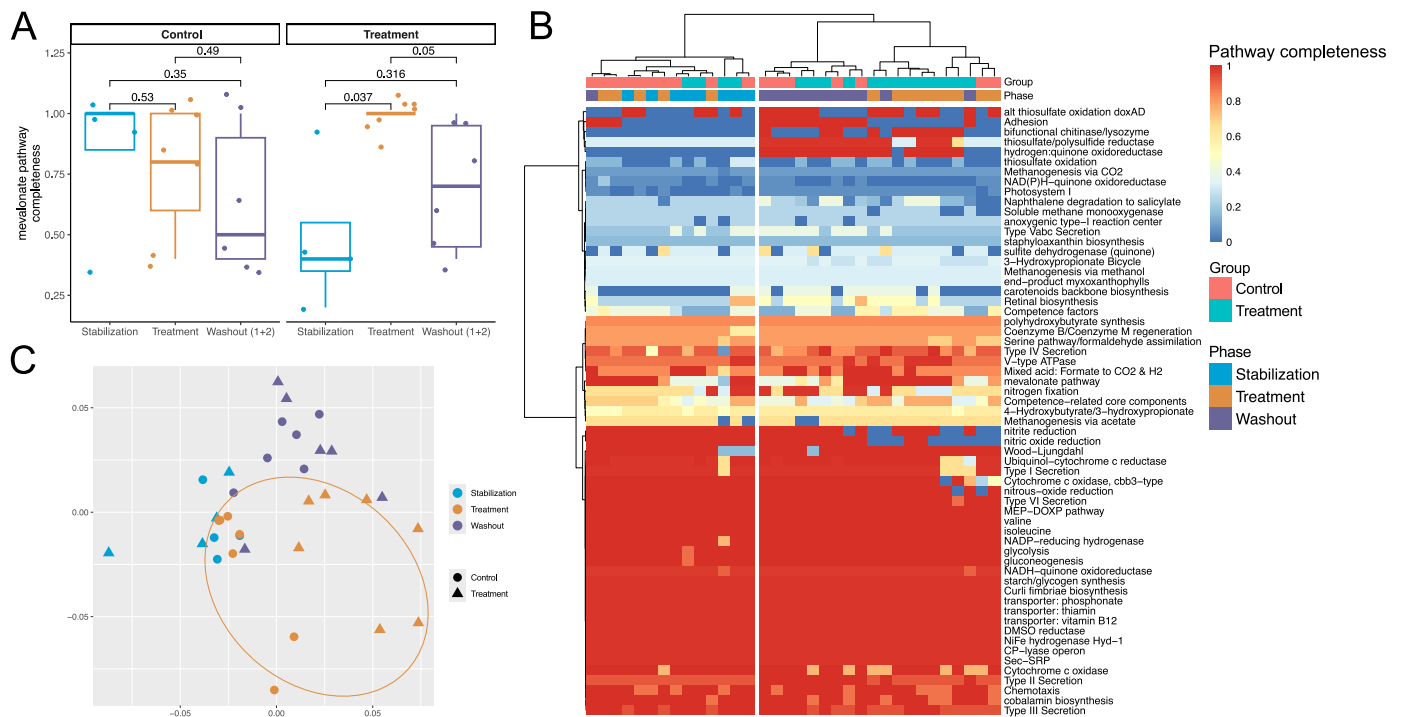 A
Control
Treatment
mevalonate pathway
completeness
1.25
1.00
0.75
0.50
0.25
0.49
0.35
0.53
0.05
0.316
0.037
Stabilization
Treatment
Washout (1+2)
Stabilization
Treatment
Washout (1+2)
B
Group
Phase
alt thiosulfate oxidation doxAD
Adhesion
bifunctional chitinase/lysozyme
thiosulfate/polysulfide reductase
hydrogen:quinone oxidoreductase
thiosulfate oxidation
Methanogenesis via CO2
NAD(P)H-quinone oxidoreductase
Photosystem I
Naphthalene degradation to salicylate
Soluble methane monooxygenase
anoxygenic type-I reaction center
Type Vabc Secretion
staphyloaxanthin biosynthesis
sulfite dehydrogenase (quinone)
3-Hydroxypropionate Bicycle
Methanogenesis via methanol
end-product myxoxanthophylls
carotenoids backbone biosynthesis
Retinal biosynthesis
Competence factors
polyhydroxybutyrate synthesis
Coenzyme B/Coenzyme M regeneration
Serine pathway/formaldehyde assimilation
Type IV Secretion
V-type ATPase
Mixed acid: Formate to CO2 & H2
mevalonate pathway
nitrogen fixation
Competence-related core components
4-Hydroxybutyrate/3-hydroxypropionate
Methanogenesis via acetate
nitrite reduction
nitric oxide reduction
Wood-Ljungdahl
Ubiquinol-cytochrome c reductase
Type I Secretion
Cytochrome c oxidase, cbb3-type
nitrous-oxide reduction
Type VI Secretion
MEP-DOXP pathway
valine
isoleucine
NADP-reducing hydrogenase
glycolysis
gluconeogenesis
NADH-quinone oxidoreductase
starch/glycogen synthesis
Curli fimbriae biosynthesis
transporter: phosphonate
transporter: thiamin
transporter: vitamin B12
DMSO reductase
NiFe hydrogenase Hyd-1
CP-lyase operon
Sec-SRP
Cytochrome c oxidase
Type II Secretion
Chemotaxis
cobalamin biosynthesis
Type III Secretion
Pathway completeness
1
0.8
0.6
0.4
0.2
0
Group
Control
Treatment
Phase
Stabilization
Treatment
Washout
C
0.05
0.00
−0.05
−0.05
0.00
0.05
Stabilization
Treatment
Washout
Control
Treatment